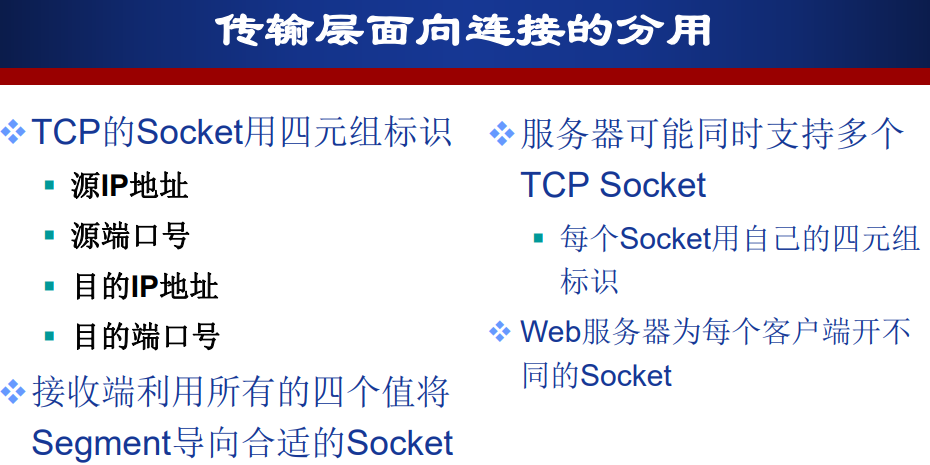 传输层面向连接的分用
TCP的Socket用四元组标识
源IP地址
源端口号
目的IP地址
目的端口号
接收端利用所有的四个值将
Segment导向合适的Socket
服务器可能同时支持多个
TCP Socket
每个Socket用自己的四元组
标识
Web服务器为每个客户端开不
同的Socket